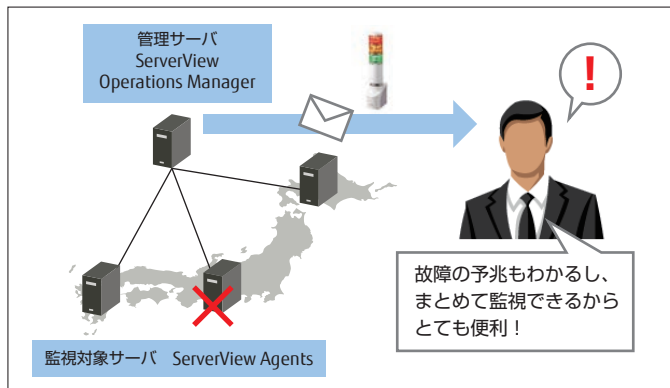 管理サーバ
ServerView
Operations Manager
!
故障の予兆もわかるし、
まとめて監視できるから
とても便利！
監視対象サーバ　ServerView Agents